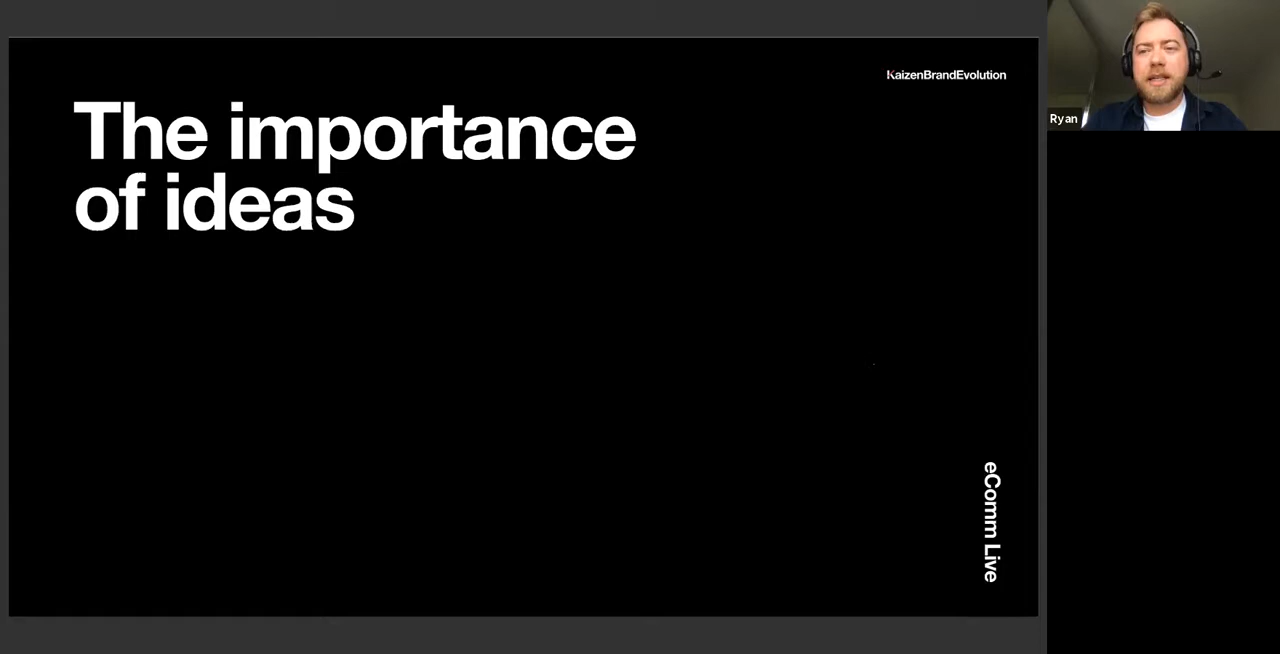 KaizenBrandEvolution
The importance
of ideas
eComm Live
Ryan